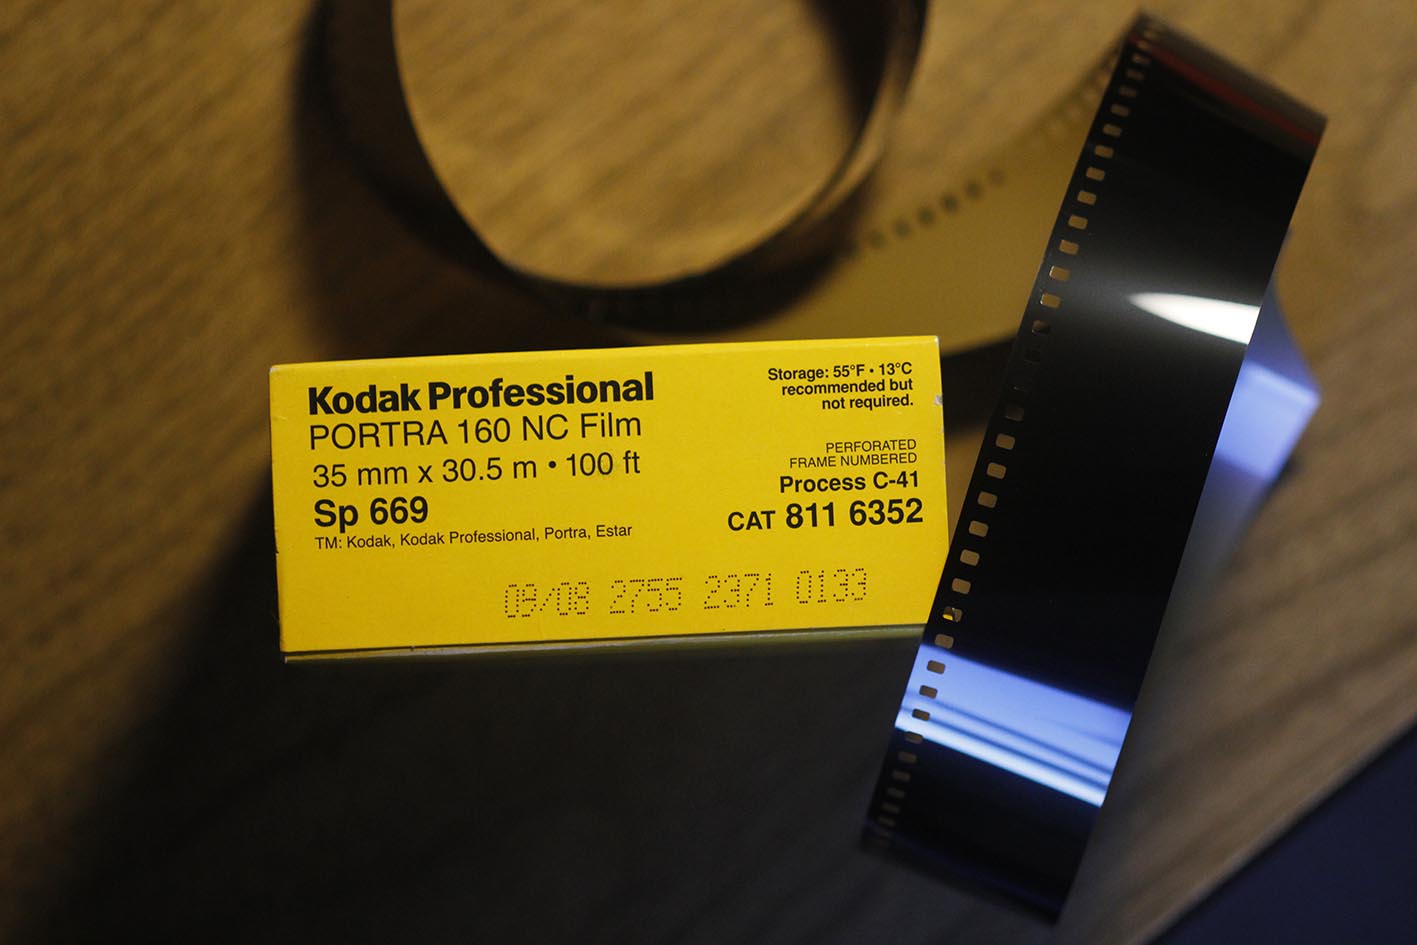 Kodak Professional
PORTRA 160 NC Film
35 mm x 30.5 m • 100 ft
Sp 669
TM: Kodak, Kodak Professional, Portra, Estar
Storage: 55°F • 13°C
recommended but
not required.
PERFORATED
FRAME NUMBERED
Process C-41
CAT 811 6352
09/08 2755 2371 0133